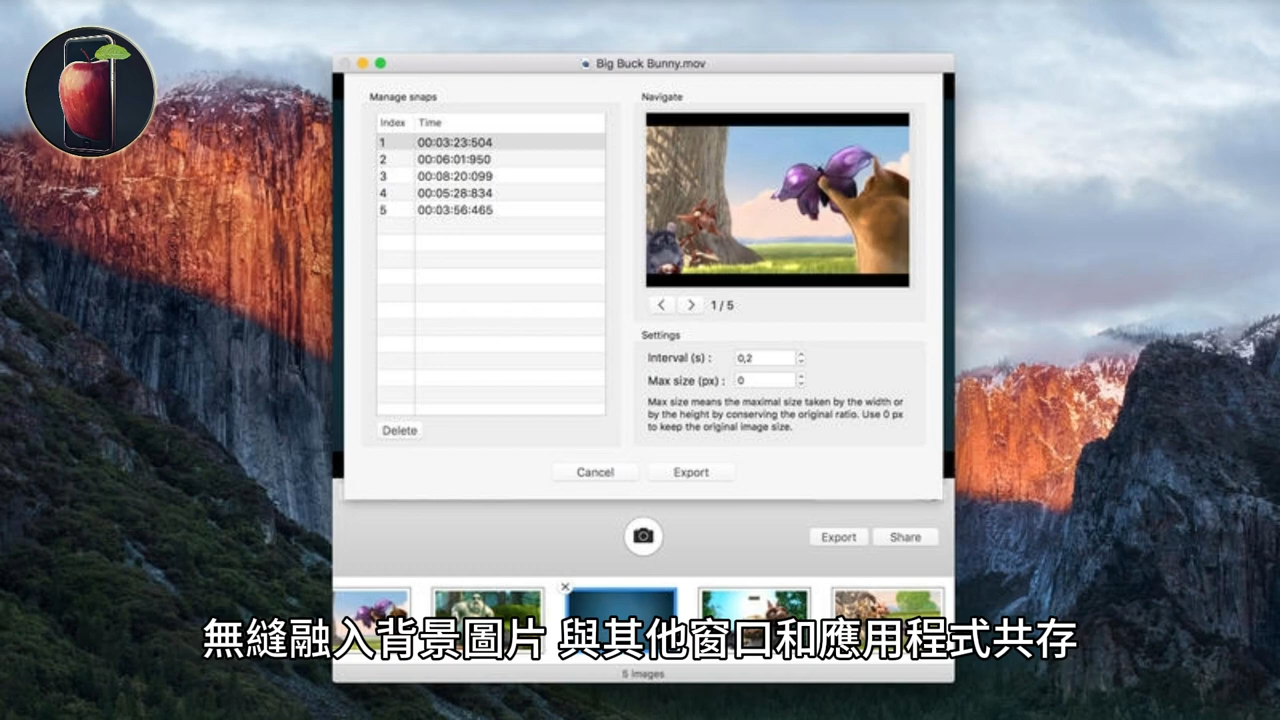 Big Buck Bunny.mov
Manage snaps
Index Time
1 00:03:23:504
2 00:06:01:950
3 00:08:20:099
4 00:05:28:834
5 00:03:56:465
Delete
Navigate
1 / 5
Settings
Interval (s) : 0,2
Max size (px) : 0
Max size means the maximal size taken by the width or
by the height by conserving the original ratio. Use 0 px
to keep the original image size.
Cancel Export
Export Share
無縫融入背景圖片 與其他窗口和應用程式共存
5 images